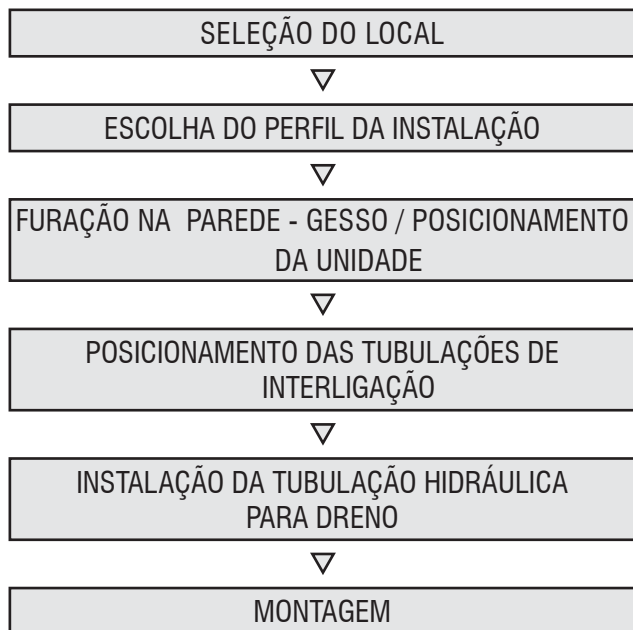 SELEÇÃO DO LOCAL
ESCOLHA DO PERFIL DA INSTALAÇÃO
FURAÇÃO NA PAREDE - GESSO / POSICIONAMENTO
DA UNIDADE
POSICIONAMENTO DAS TUBULAÇÕES DE
INTERLIGAÇÃO
INSTALAÇÃO DA TUBULAÇÃO HIDRÁULICA
PARA DRENO
MONTAGEM